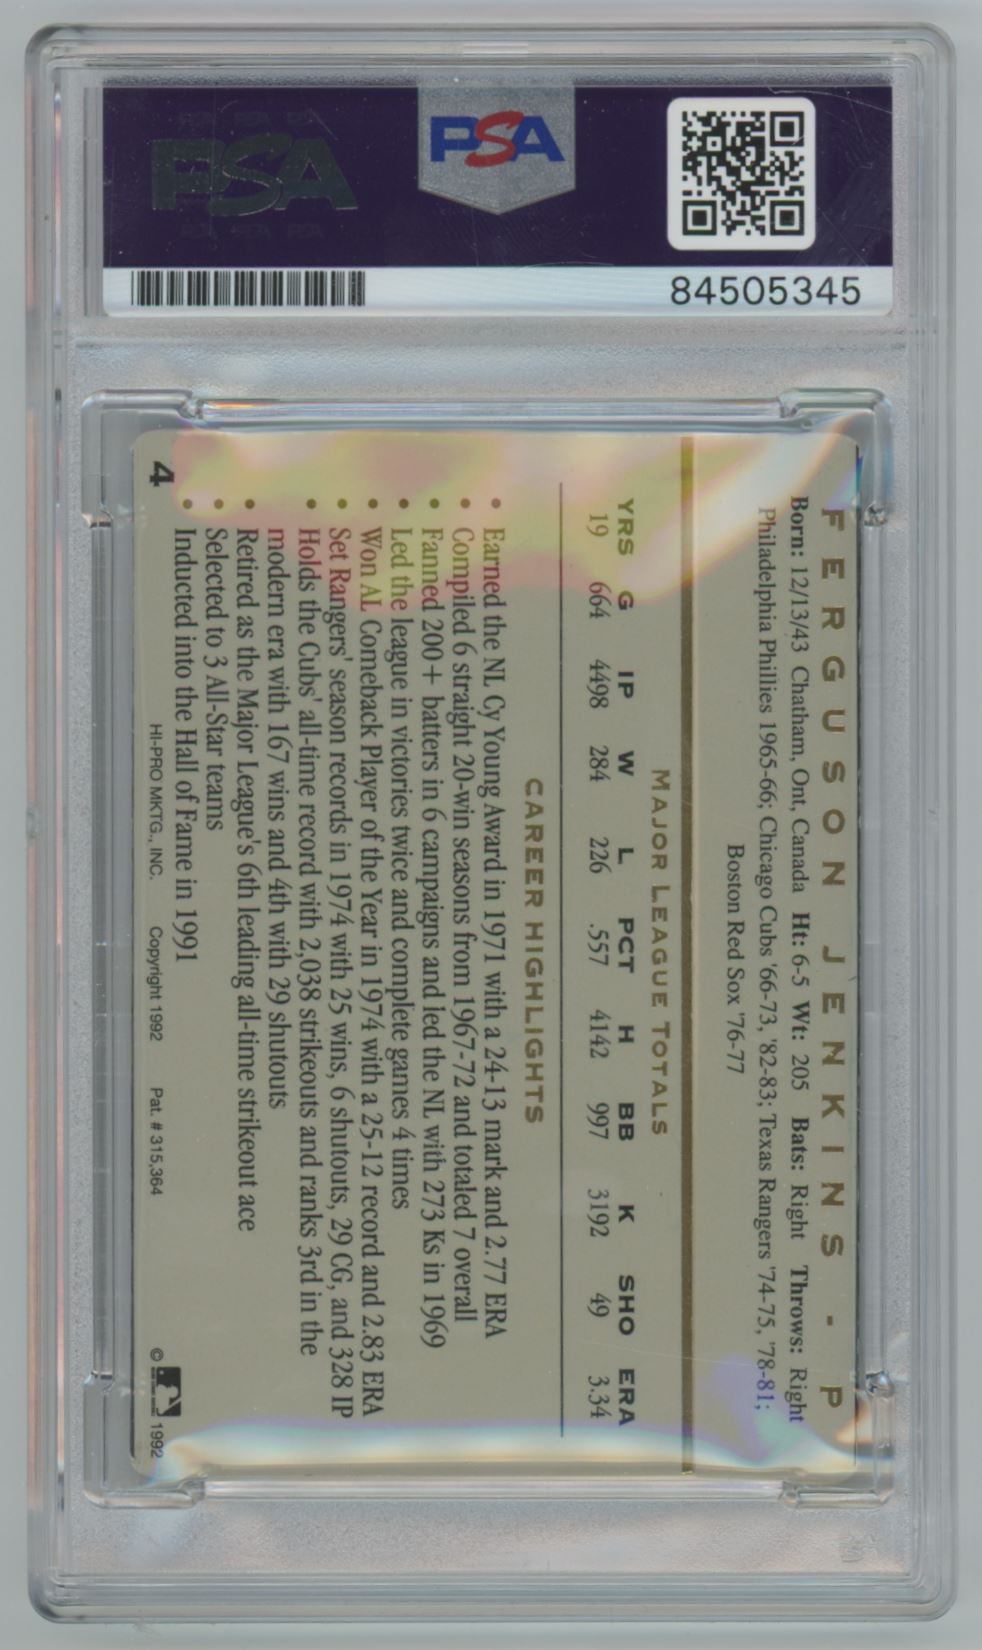 PSA
PSA
84505345
FERGUSON JENKINS - P
Born: 12/13/43 Chatham, Ont, Canada Ht: 6-5 Wt: 205 Bats: Right Throws: Right
Philadelphia Phillies 1965-66; Chicago Cubs '66-73, '82-83; Texas Rangers '74-75, '78-81;
Boston Red Sox '76-77
MAJOR LEAGUE TOTALS
YRS G IP W L PCT H BB K SHO ERA
19 664 4498 284 226 .557 4142 997 3192 49 3.34
CAREER HIGHLIGHTS
• Earned the NL Cy Young Award in 1971 with a 24-13 mark and 2.77 ERA
• Compiled 6 straight 20-win seasons from 1967-72 and totaled 7 overall
• Fanned 200+ batters in 6 campaigns and led the NL with 273 Ks in 1969
• Led the league in victories twice and complete games 4 times
• Won AL Comeback Player of the Year in 1974 with a 25-12 record and 2.83 ERA
• Set Rangers' season records in 1974 with 25 wins, 6 shutouts, 29 CG, and 328 IP
• Holds the Cubs' all-time record with 2,038 strikeouts and ranks 3rd in the
modern era with 167 wins and 4th with 29 shutouts
• Retired as the Major League's 6th leading all-time strikeout ace
• Selected to 3 All-Star teams
• Inducted into the Hall of Fame in 1991
4 HI-PRO MKTG., INC. Copyright 1992 Pat. # 315,364 © 1992